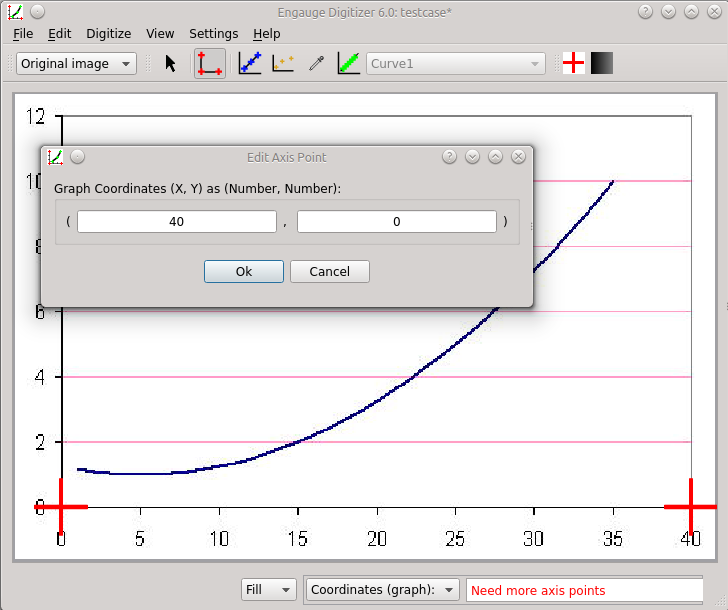 Engauge Digitizer 6.0: testcase*
File Edit Digitize View Settings Help
Original image
Curve1
12
Edit Axis Point
Graph Coordinates (X, Y) as (Number, Number):
( 40 , 0 )
Ok Cancel
10
8
6
4
2
0
0 5 10 15 20 25 30 35 40
Fill Coordinates (graph): Need more axis points